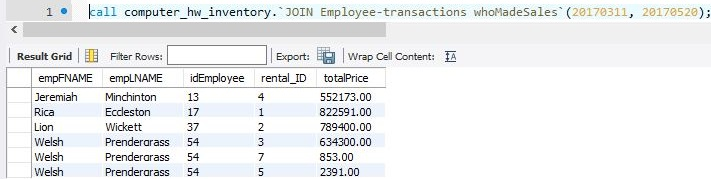 1 call computer_hw_inventory.`JOIN Employee-transactions whoMadeSales`(20170311, 20170520);
Result Grid Filter Rows: Export: Wrap Cell Content:
empFNAME empLNAME idEmployee rental_ID totalPrice
Jeremiah Minchinton 13 4 552173.00
Rica Eccleston 17 1 822591.00
Lion Wickett 37 2 789400.00
Welsh Prendergrass 54 3 634300.00
Welsh Prendergrass 54 7 853.00
Welsh Prendergrass 54 5 2391.00